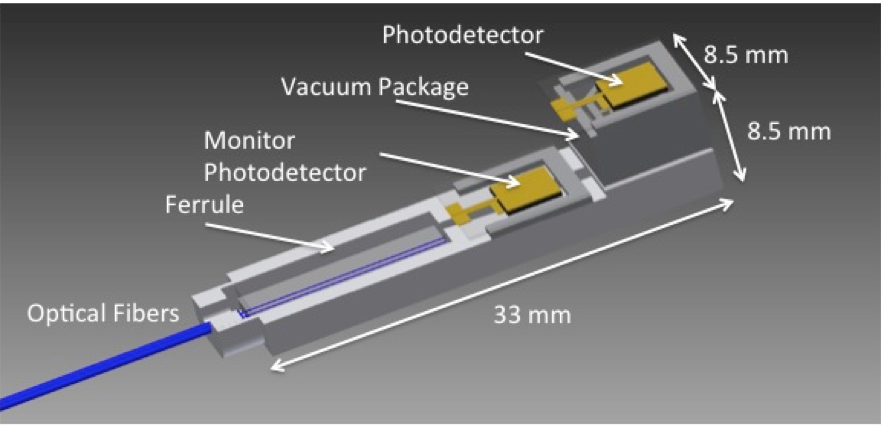 Photodetector
8.5 mm
Vacuum Package
8.5 mm
Monitor
Photodetector
Ferrule
Optical Fibers
33 mm